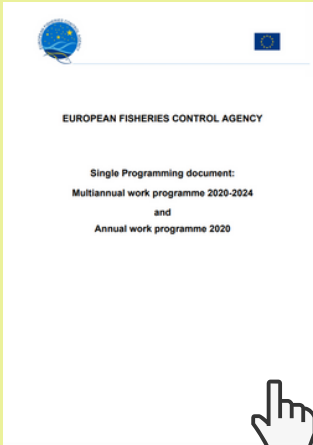 EUROPEAN FISHERIES CONTROL AGENCY
Single Programming document:
Multiannual work programme 2020-2024
and
Annual work programme 2020